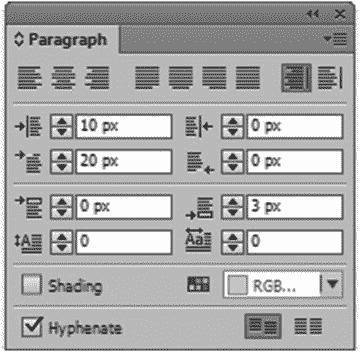 Paragraph
10 px 0 px
20 px 0 px
0 px 3 px
0 0
Shading RGB...
Hyphenate